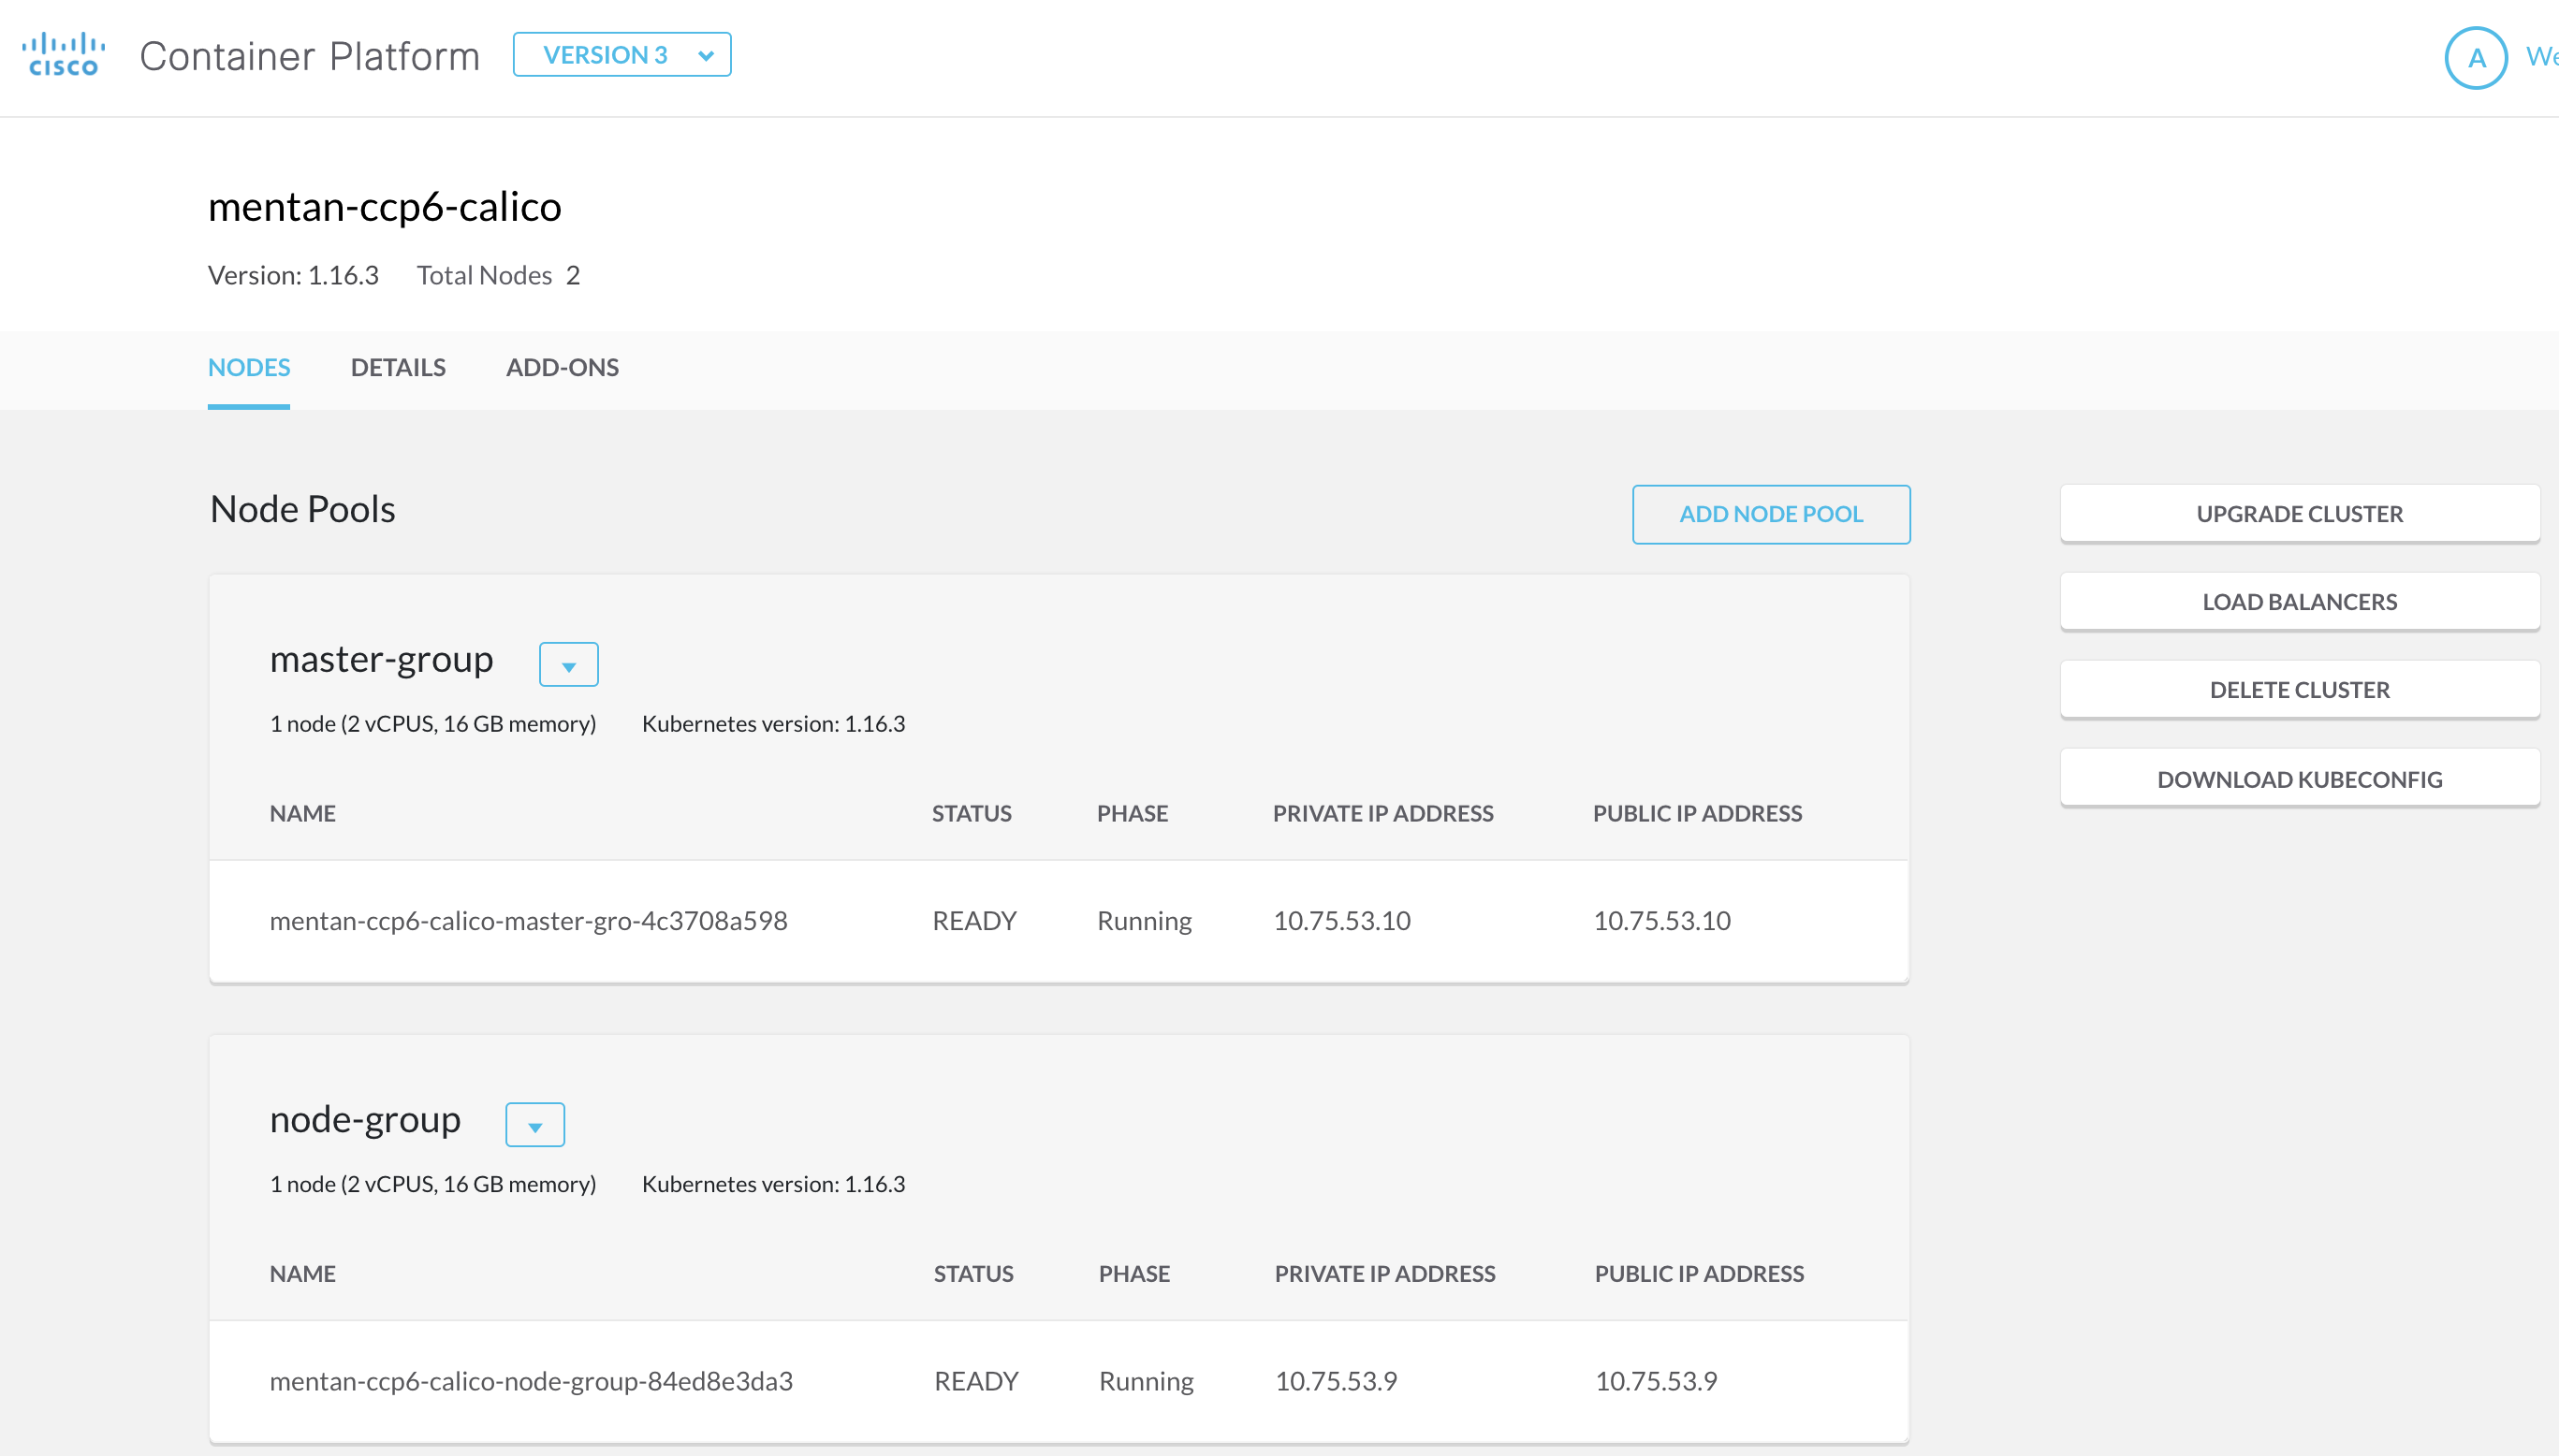 CISCO Container Platform VERSION 3 A
mentan-ccp6-calico
Version: 1.16.3 Total Nodes 2
NODES DETAILS ADD-ONS
Node Pools ADD NODE POOL UPGRADE CLUSTER
LOAD BALANCERS
master-group DELETE CLUSTER
1 node (2 vCPUS, 16 GB memory) Kubernetes version: 1.16.3
DOWNLOAD KUBECONFIG
NAME STATUS PHASE PRIVATE IP ADDRESS PUBLIC IP ADDRESS
mentan-ccp6-calico-master-gro-4c3708a598 READY Running 10.75.53.10 10.75.53.10
node-group
1 node (2 vCPUS, 16 GB memory) Kubernetes version: 1.16.3
NAME STATUS PHASE PRIVATE IP ADDRESS PUBLIC IP ADDRESS
mentan-ccp6-calico-node-group-84ed8e3da3 READY Running 10.75.53.9 10.75.53.9